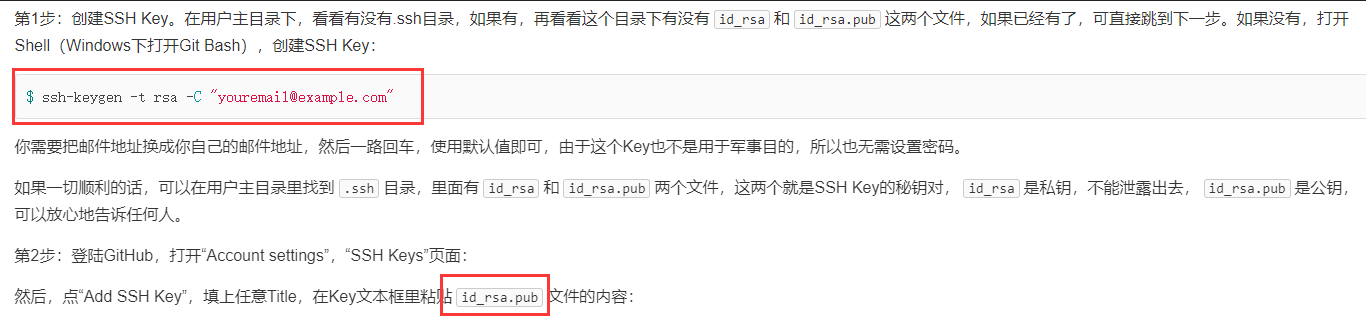 第1步：创建SSH Key。在用户主目录下，看看有没有.ssh目录，如果有，再看看这个目录下有没有 id_rsa 和 id_rsa.pub 这两个文件，如果已经有了，可直接跳到下一步。如果没有，打开
Shell（Windows下打开Git Bash），创建SSH Key：
$ ssh-keygen -t rsa -C "youremail@example.com"
你需要把邮件地址换成你自己的邮件地址，然后一路回车，使用默认值即可，由于这个Key也不是用于军事目的，所以也无需设置密码。
如果一切顺利的话，可以在用户主目录里找到 .ssh 目录，里面有 id_rsa 和 id_rsa.pub 两个文件，这两个就是SSH Key的秘钥对， id_rsa 是私钥，不能泄露出去， id_rsa.pub 是公钥，
可以放心地告诉任何人。
第2步：登陆GitHub，打开“Account settings”，“SSH Keys”页面：
然后，点“Add SSH Key”，填上任意Title，在Key文本框里粘贴 id_rsa.pub 文件的内容：